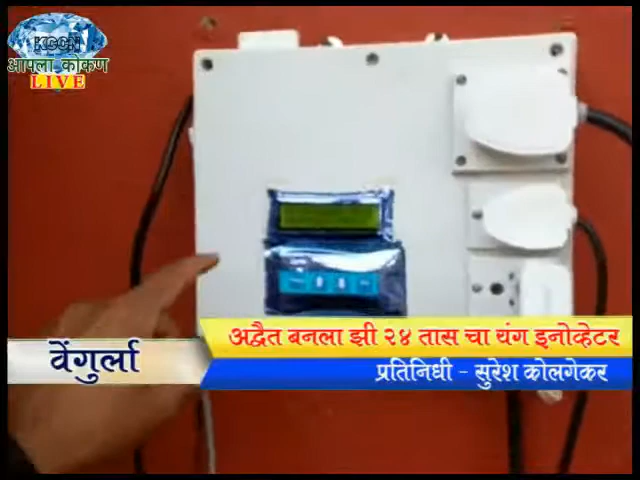 KCCN
आपला कोकण
LIVE
अद्वैत बनला झी २४ तास चा यंग इनोव्हेटर
वेंगुर्ला
प्रतिनिधी - सुरेश कोलगेकर